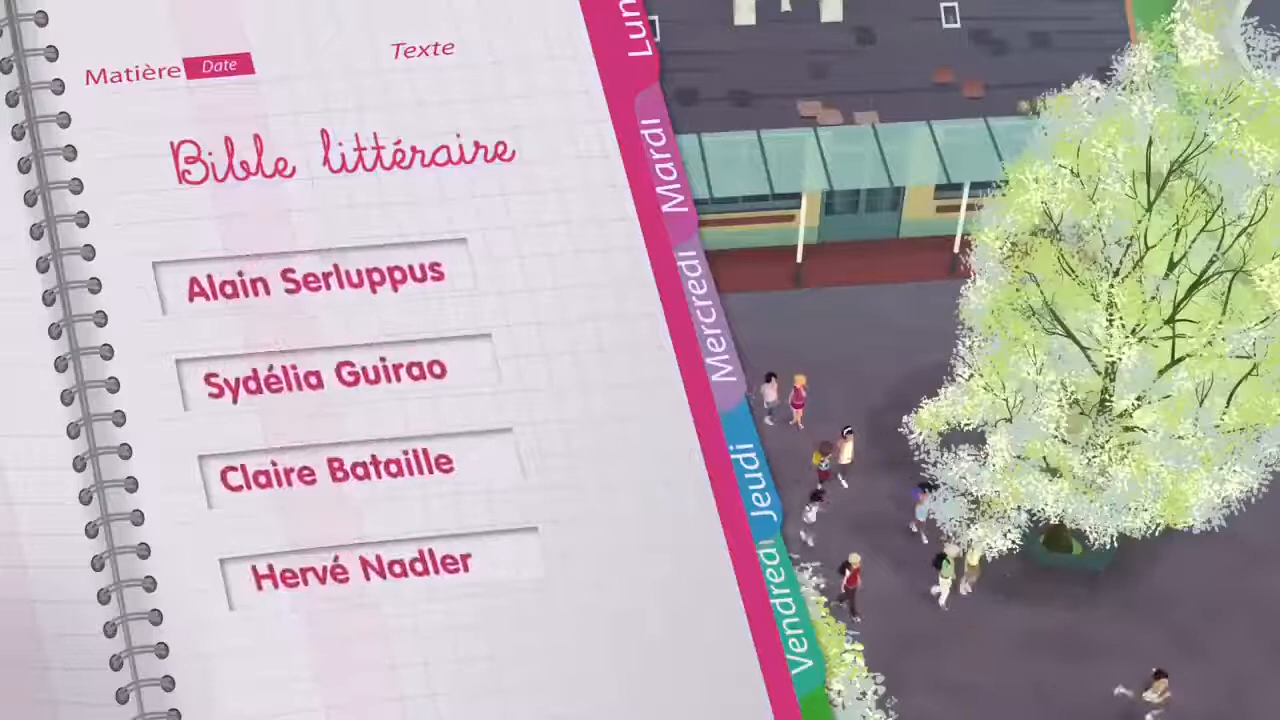 Matière Date Texte
Bible littéraire
Alain Serluppus
Sydélia Guirao
Claire Bataille
Hervé Nadler
Lun
Mardi
Mercredi
Jeudi
Vendredi